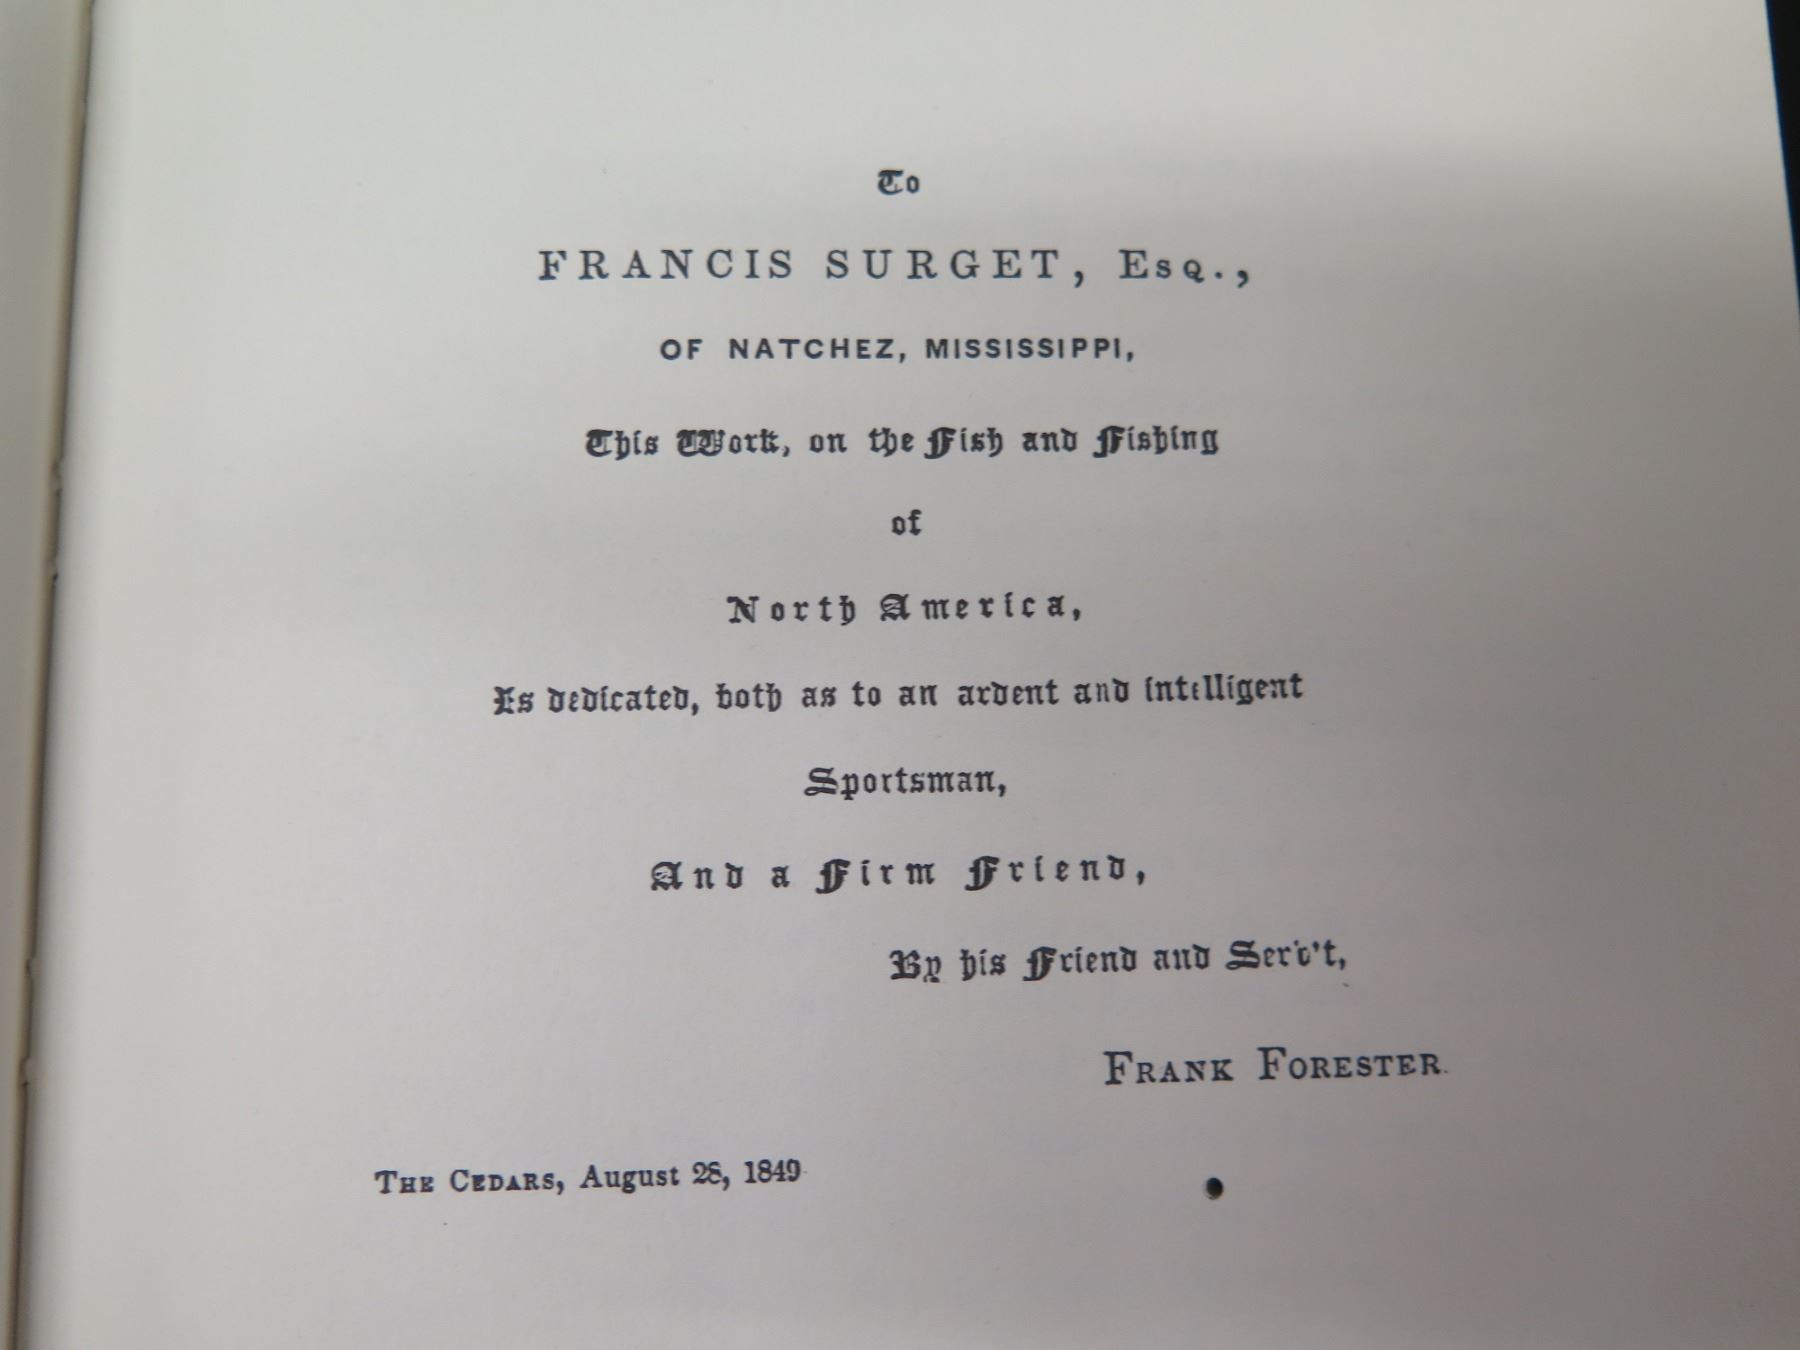 To
FRANCIS SURGET, ESQ.,
OF NATCHEZ, MISSISSIPPI,
This Work, on the Fish and Fishing
of
North America,
Is dedicated, both as to an ardent and intelligent
Sportsman,
And a Firm Friend,
By his Friend and Serv't,
FRANK FORESTER.
THE CEDARS, August 28, 1849